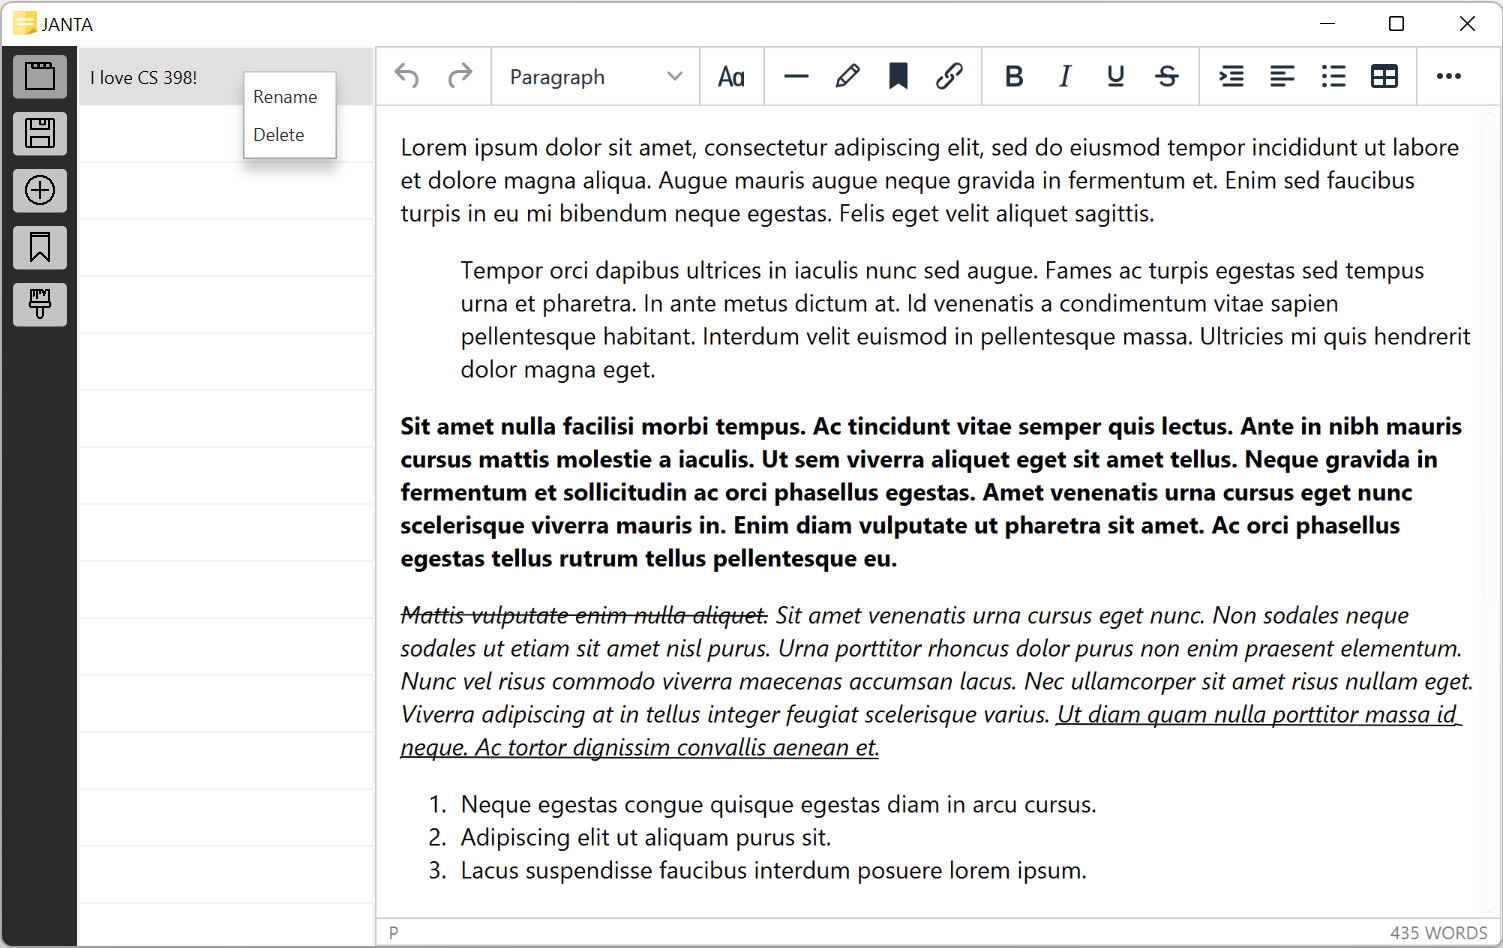 JANTA
I love CS 398!
Rename
Delete
Paragraph
Aa
B I U S
Lorem ipsum dolor sit amet, consectetur adipiscing elit, sed do eiusmod tempor incididunt ut labore
et dolore magna aliqua. Augue mauris augue neque gravida in fermentum et. Enim sed faucibus
turpis in eu mi bibendum neque egestas. Felis eget velit aliquet sagittis.
Tempor orci dapibus ultrices in iaculis nunc sed augue. Fames ac turpis egestas sed tempus
urna et pharetra. In ante metus dictum at. Id venenatis a condimentum vitae sapien
pellentesque habitant. Interdum velit euismod in pellentesque massa. Ultricies mi quis hendrerit
dolor magna eget.
Sit amet nulla facilisi morbi tempus. Ac tincidunt vitae semper quis lectus. Ante in nibh mauris
cursus mattis molestie a iaculis. Ut sem viverra aliquet eget sit amet tellus. Neque gravida in
fermentum et sollicitudin ac orci phasellus egestas. Amet venenatis urna cursus eget nunc
scelerisque viverra mauris in. Enim diam vulputate ut pharetra sit amet. Ac orci phasellus
egestas tellus rutrum tellus pellentesque eu.
Mattis vulputate enim nulla aliquet. Sit amet venenatis urna cursus eget nunc. Non sodales neque
sodales ut etiam sit amet nisl purus. Urna porttitor rhoncus dolor purus non enim praesent elementum.
Nunc vel risus commodo viverra maecenas accumsan lacus. Nec ullamcorper sit amet risus nullam eget.
Viverra adipiscing at in tellus integer feugiat scelerisque varius. Ut diam quam nulla porttitor massa id
neque. Ac tortor dignissim convallis aenean et.
1. Neque egestas congue quisque egestas diam in arcu cursus.
2. Adipiscing elit ut aliquam purus sit.
3. Lacus suspendisse faucibus interdum posuere lorem ipsum.
P
435 WORDS